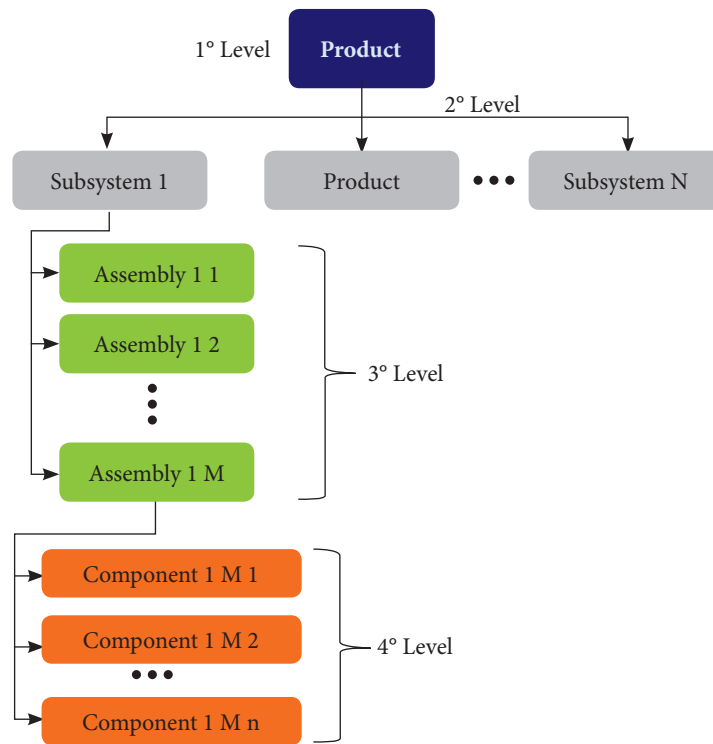 1° Level
Product
2° Level
Subsystem 1
Product
Subsystem N
Assembly 1 1
Assembly 1 2
3° Level
Assembly 1 M
Component 1 M 1
Component 1 M 2
4° Level
Component 1 M n